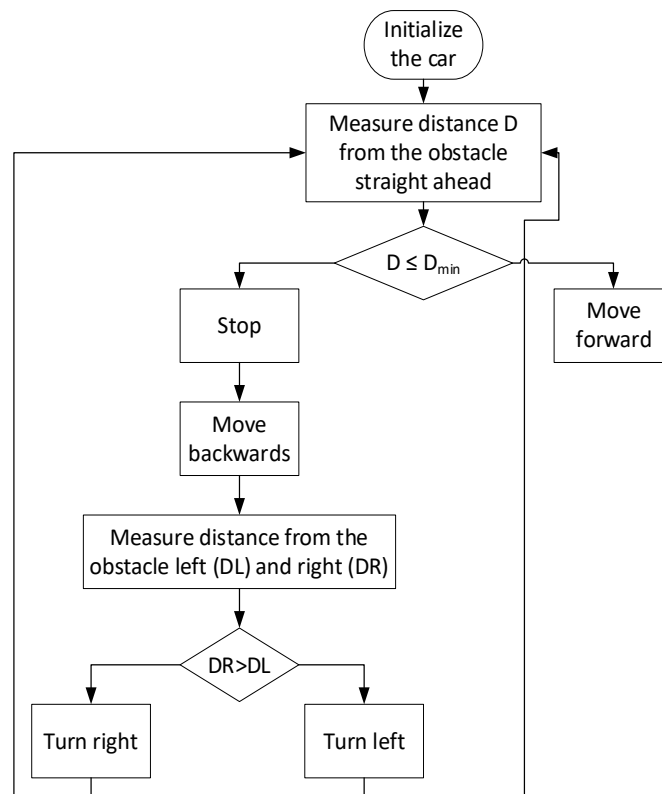 Initialize
the car
Measure distance D
from the obstacle
straight ahead
D ≤ Dmin
Stop
Move
forward
Move
backwards
Measure distance from the
obstacle left (DL) and right (DR)
DR>DL
Turn right
Turn left